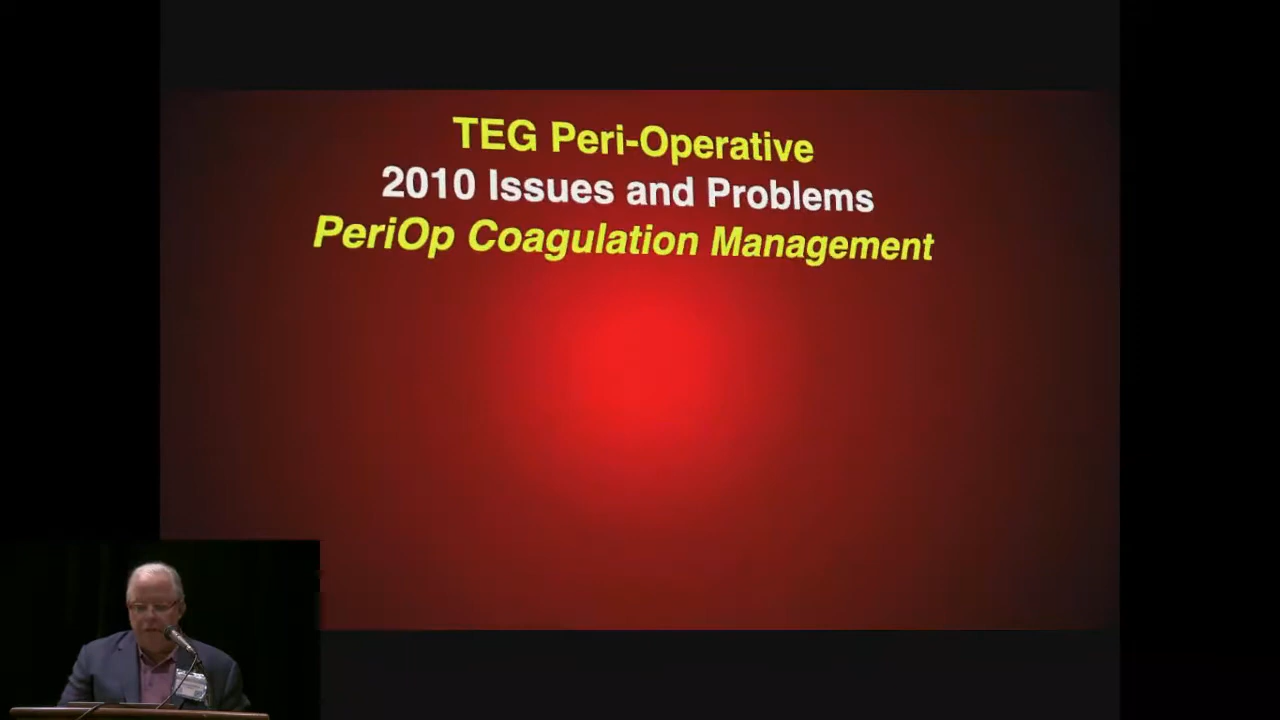 TEG Peri-Operative
2010 Issues and Problems
PeriOp Coagulation Management